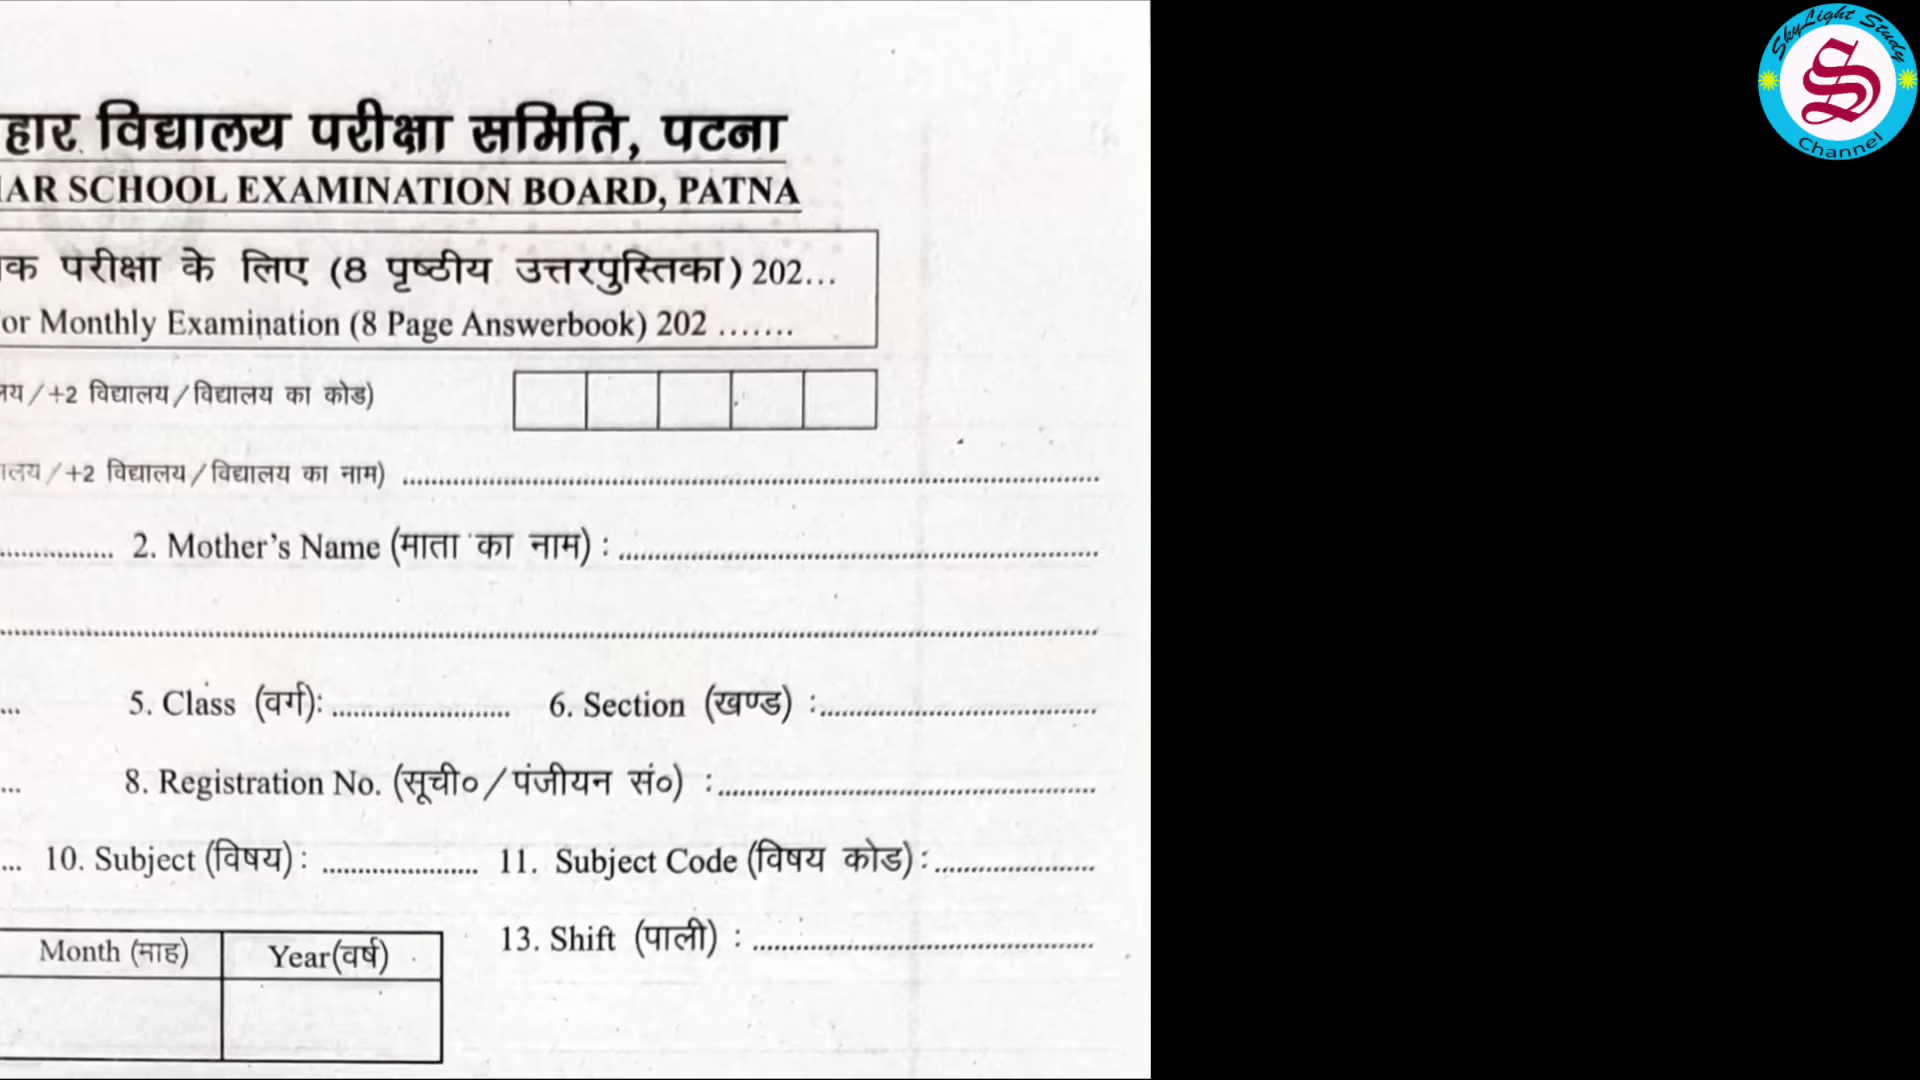 हार विद्यालय परीक्षा समिति, पटना
AR SCHOOL EXAMINATION BOARD, PATNA
क परीक्षा के लिए (8 पृष्ठीय उत्तरपुस्तिका) 202...
or Monthly Examination (8 Page Answerbook) 202 .......
/+2 विद्यालय/विद्यालय का कोड)
/+2 विद्यालय/विद्यालय का नाम) ....................
............... 2. Mother's Name (माता का नाम) : ....................
... 5. Class (वर्ग): .................... 6. Section (खण्ड) : ....................
... 8. Registration No. (सूची०/पंजीयन सं०) : ....................
... 10. Subject (विषय) : .................... 11. Subject Code (विषय कोड) : ....................
13. Shift (पाली) : ....................
Month (माह) Year(वर्ष)
SkyLight Study
S
Channel